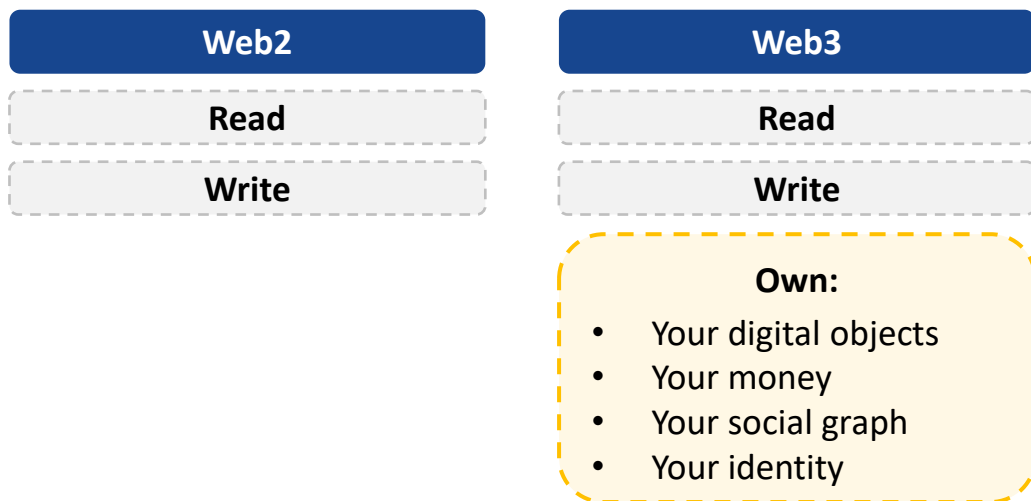 Web2
Read
Write
Web3
Read
Write
Own:
• Your digital objects
• Your money
• Your social graph
• Your identity